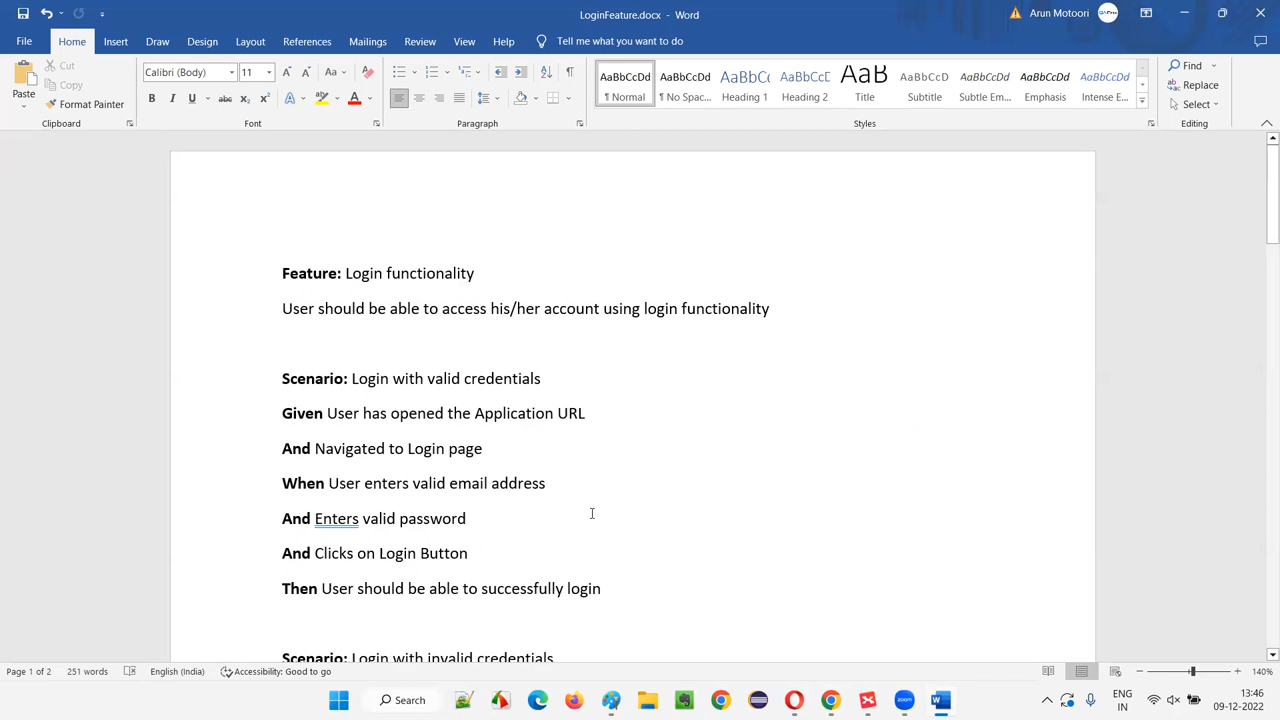 LoginFeature.docx - Word
Arun Motoori
File Home Insert Draw Design Layout References Mailings Review View Help Tell me what you want to do
Paste
Cut
Copy
Format Painter
Clipboard
Calibri (Body) 11
Font
Paragraph
AaBbCcDd AaBbCcDd AaBbCc AaBbCcD AaB AaBbCcDd AaBbCcDd AaBbCcDd AaBbCcDd
¶ Normal ¶ No Spac... Heading 1 Heading 2 Title Subtitle Subtle Em... Emphasis Intense E...
Styles
Find
Replace
Select
Editing
Feature: Login functionality
User should be able to access his/her account using login functionality
Scenario: Login with valid credentials
Given User has opened the Application URL
And Navigated to Login page
When User enters valid email address
And Enters valid password
And Clicks on Login Button
Then User should be able to successfully login
Scenario: Login with invalid credentials
Page 1 of 2 251 words English (India) Accessibility: Good to go 140%
Search
ENG
IN
13:46
09-12-2022